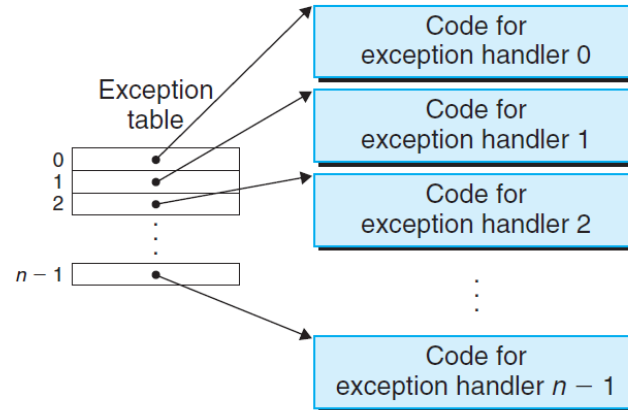 Code for
exception handler 0
Exception
table
Code for
exception handler 1
0
1
2
Code for
exception handler 2
n – 1
Code for
exception handler n – 1